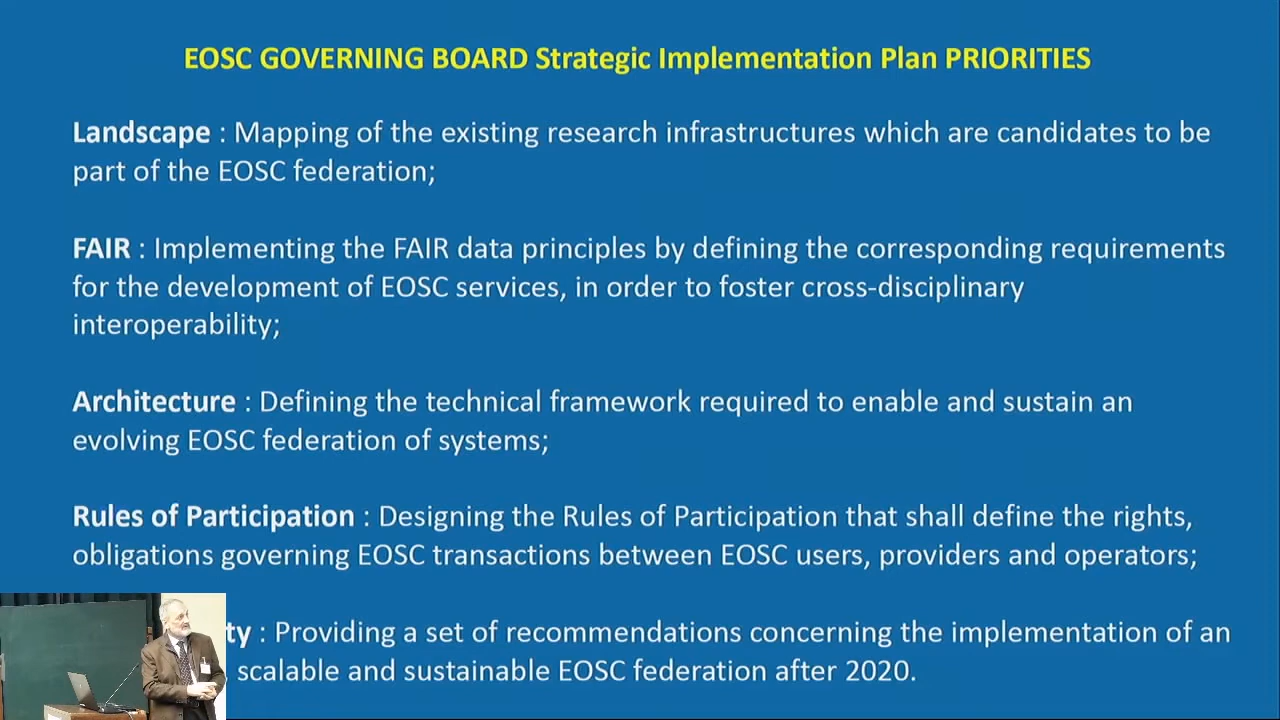 EOSC GOVERNING BOARD Strategic Implementation Plan PRIORITIES
Landscape : Mapping of the existing research infrastructures which are candidates to be
part of the EOSC federation;
FAIR : Implementing the FAIR data principles by defining the corresponding requirements
for the development of EOSC services, in order to foster cross-disciplinary
interoperability;
Architecture : Defining the technical framework required to enable and sustain an
evolving EOSC federation of systems;
Rules of Participation : Designing the Rules of Participation that shall define the rights,
obligations governing EOSC transactions between EOSC users, providers and operators;
ty : Providing a set of recommendations concerning the implementation of an
, scalable and sustainable EOSC federation after 2020.